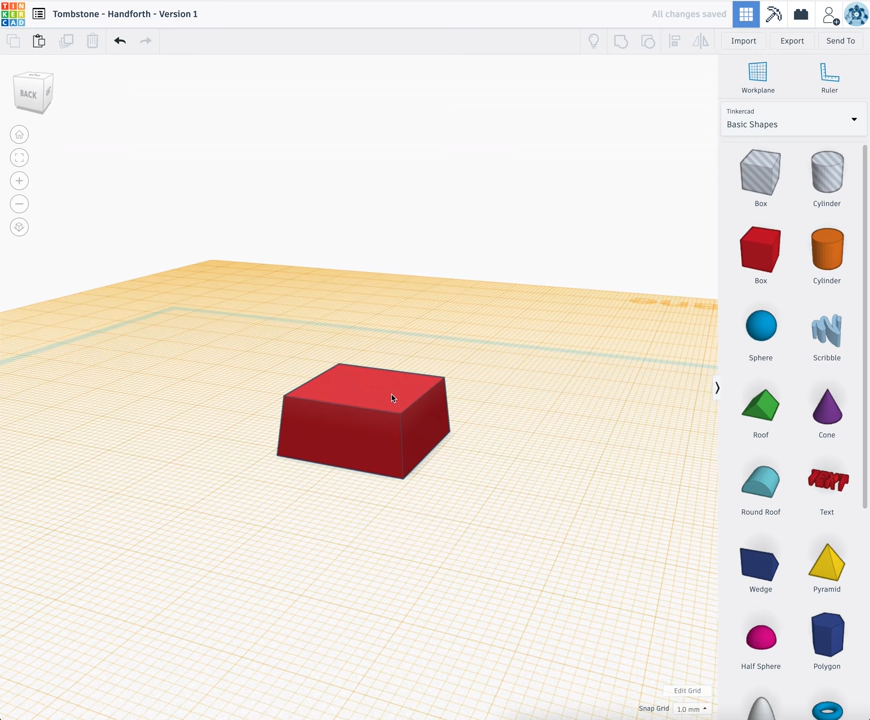 TIN
KER
CAD
Tombstone - Handforth - Version 1
All changes saved
Import
Export
Send To
BACK
Workplane
Ruler
Tinkercad
Basic Shapes
Box
Cylinder
Box
Cylinder
Sphere
Scribble
Roof
Cone
TEXT
Round Roof
Text
Wedge
Pyramid
Half Sphere
Polygon
Edit Grid
Snap Grid
1.0 mm